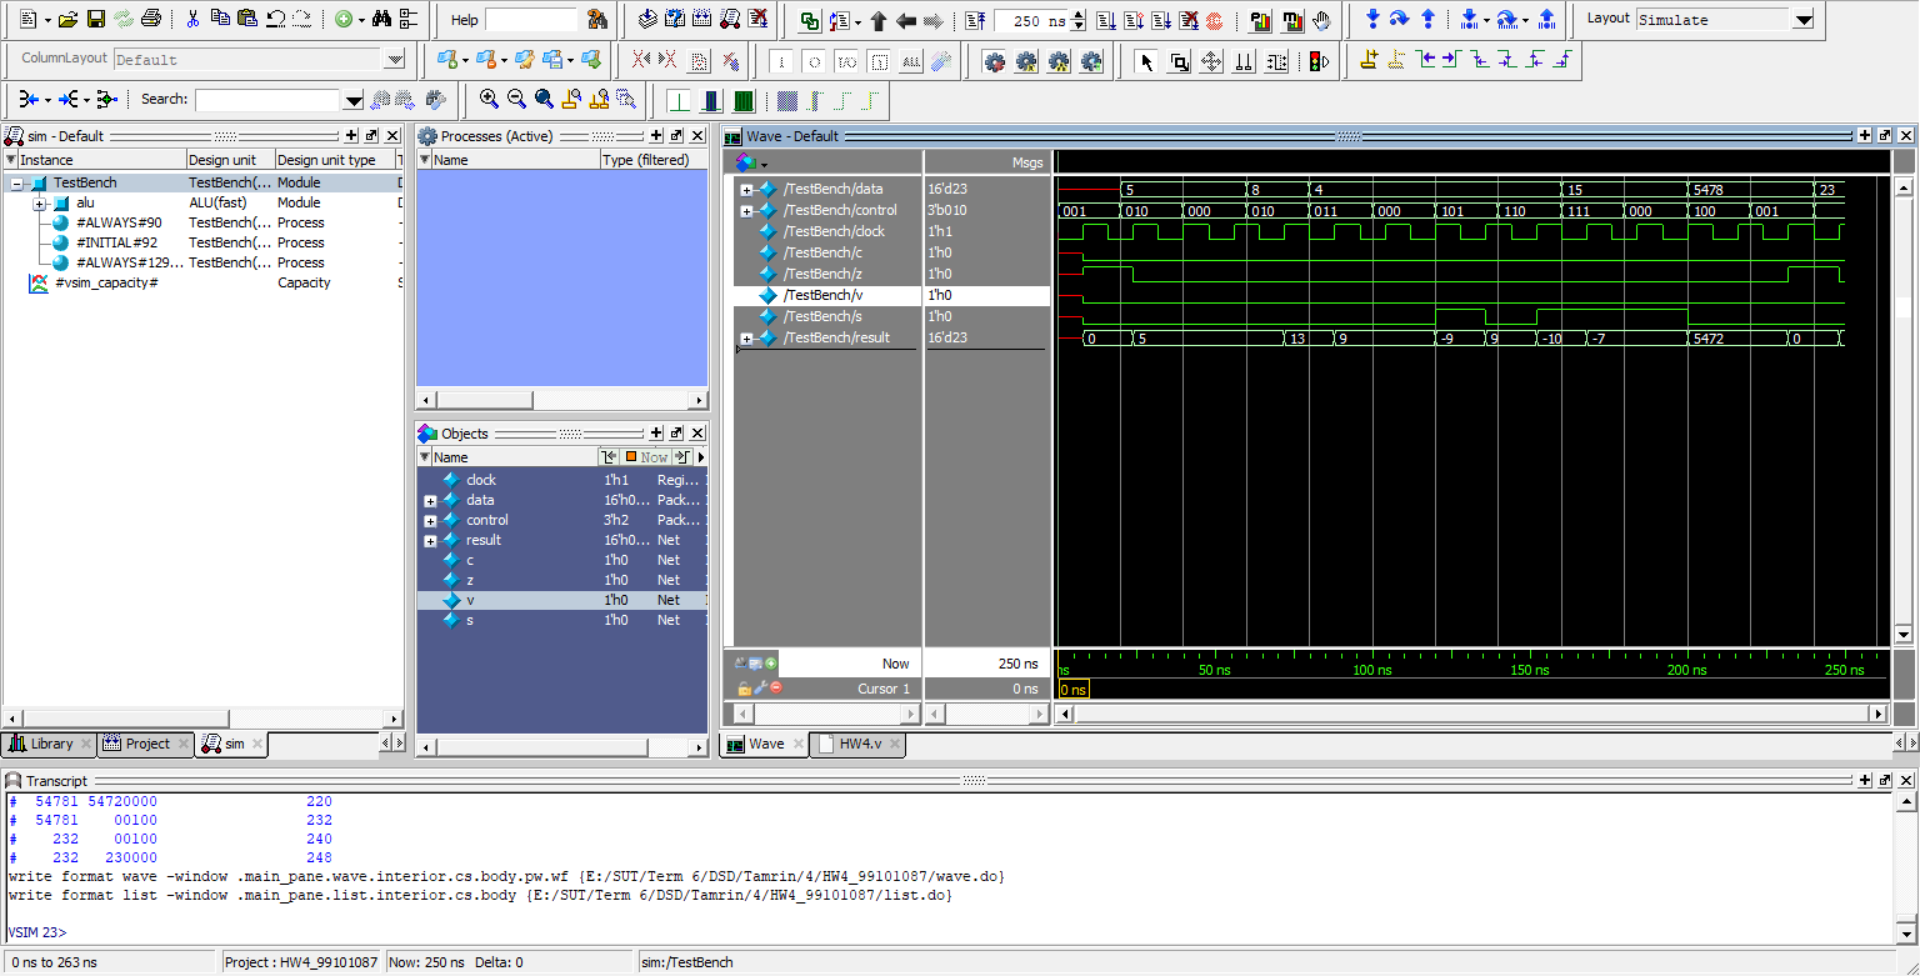 Help
250 ns
Layout Simulate
ColumnLayout Default
ALL
Search:
sim - Default
Instance Design unit Design unit type
TestBench TestBench(... Module
alu ALU(fast) Module
#ALWAYS#90 TestBench(... Process
#INITIAL#92 TestBench(... Process
#ALWAYS#129... TestBench(... Process
#vsim_capacity# Capacity
Library Project sim
Processes (Active)
Name Type (filtered)
Objects
Name Now
clock 1'h1 Regi...
data 16'h0... Pack...
control 3'h2 Pack...
result 16'h0... Net
c 1'h0 Net
z 1'h0 Net
v 1'h0 Net
s 1'h0 Net
Wave - Default
Msgs
/TestBench/data 16'd23 5 8 4 15 5478 23
/TestBench/control 3'b010 001 010 000 010 011 000 101 110 111 000 100 001
/TestBench/clock 1'h1
/TestBench/c 1'h0
/TestBench/z 1'h0
/TestBench/v 1'h0
/TestBench/s 1'h0
/TestBench/result 16'd23 0 5 13 9 -9 9 -10 -7 5472 0
Now 250 ns ns 50 ns 100 ns 150 ns 200 ns 250 ns
Cursor 1 0 ns 0 ns
Wave HW4.v
Transcript
# 54781 54720000 220
# 54781 00100 232
# 232 00100 240
# 232 230000 248
write format wave -window .main_pane.wave.interior.cs.body.pw.wf {E:/SUT/Term 6/DSD/Tamrin/4/HW4_99101087/wave.do}
write format list -window .main_pane.list.interior.cs.body {E:/SUT/Term 6/DSD/Tamrin/4/HW4_99101087/list.do}
VSIM 23>
0 ns to 263 ns Project : HW4_99101087 Now: 250 ns Delta: 0 sim:/TestBench